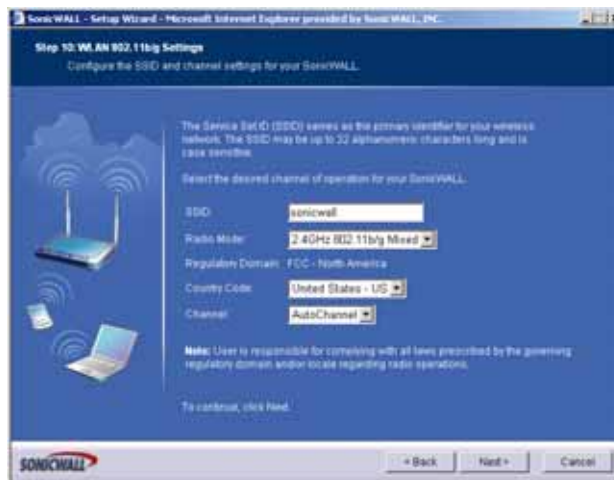 SonicWALL - Setup Wizard - Microsoft Internet Explorer provided by SonicWALL, INC.
Step 10: WLAN 802.11b/g Settings
Configure the SSID and channel settings for your SonicWALL.
The Service Set ID (SSID) serves as the primary identifier for your wireless
network. The SSID may be up to 32 alphanumeric characters long and is
case sensitive.
Select the desired channel of operation for your SonicWALL.
SSID: sonicwall
Radio Mode: 2.4GHz 802.11b/g Mixed
Regulatory Domain: FCC - North America
Country Code: United States - US
Channel: AutoChannel
Note: User is responsible for complying with all laws prescribed by the governing
regulatory domain and/or locale regarding radio operations.
To continue, click Next.
SONICWALL
< Back
Next >
Cancel